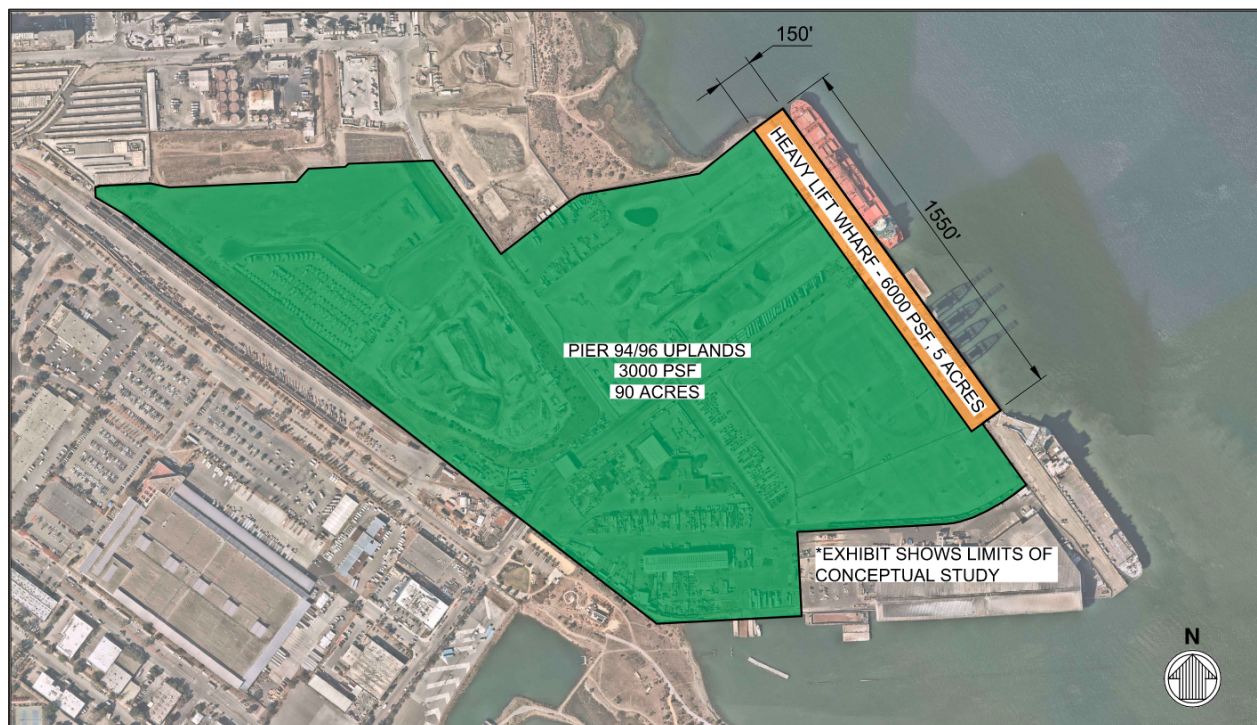 150'
1550'
HEAVY LIFT WHARF - 6000 PSF, 5 ACRES
PIER 94/96 UPLANDS
3000 PSF
90 ACRES
*EXHIBIT SHOWS LIMITS OF
CONCEPTUAL STUDY
N